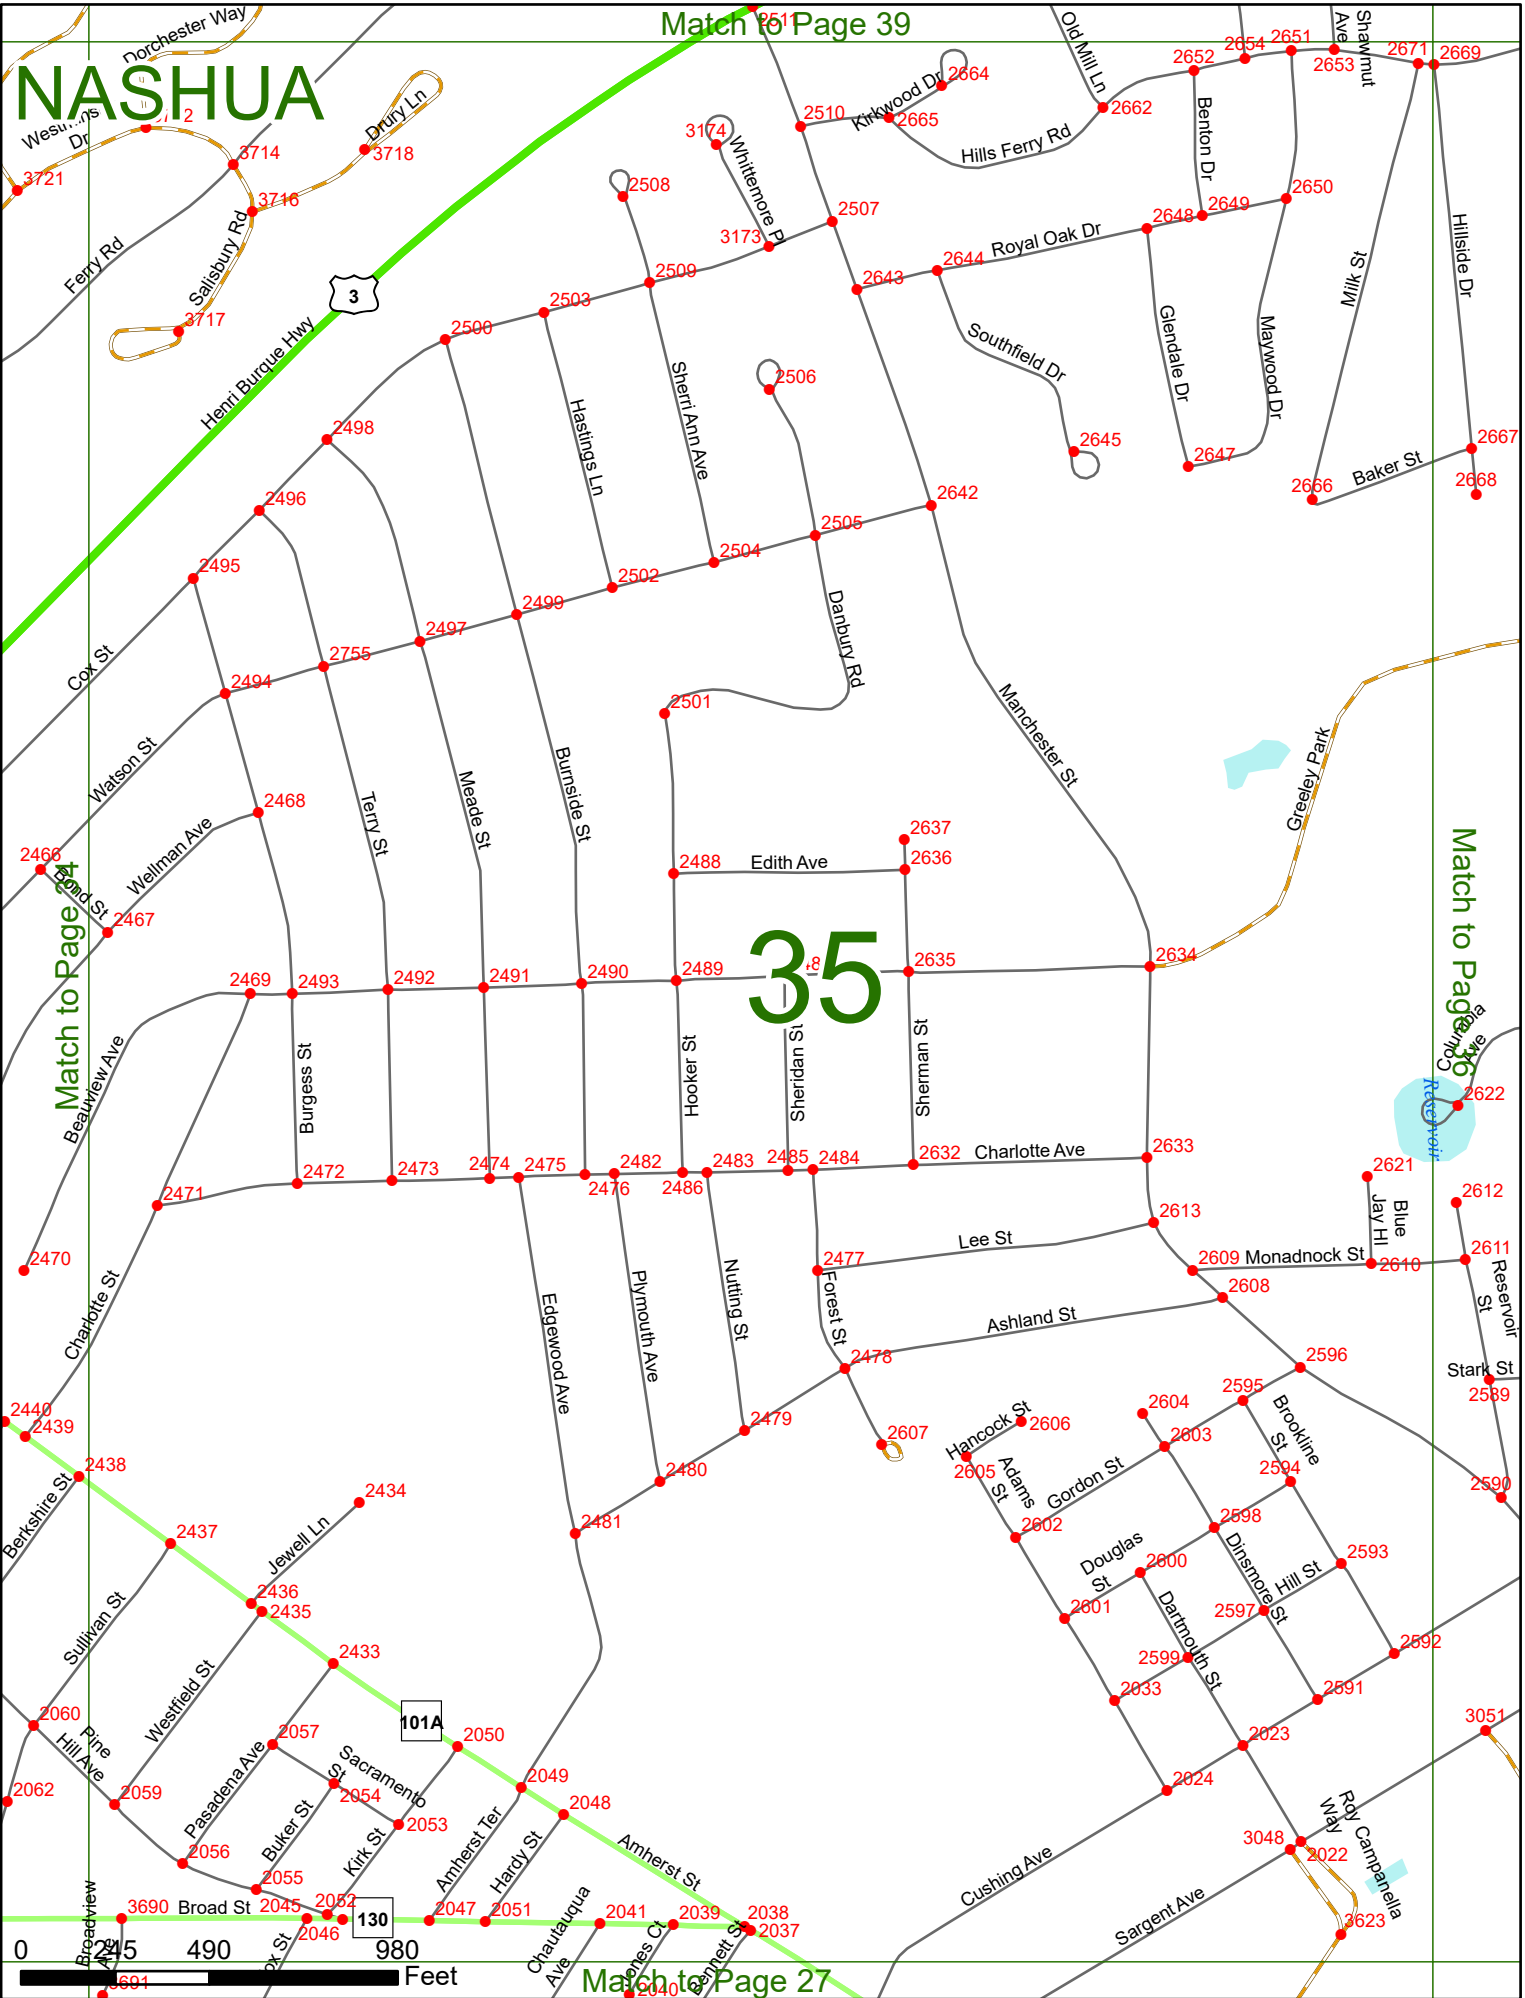 Match to Page 39
NASHUA
Dorchester Way
Dr
Drury Ln
Ferry Rd
Salisbury Rd
Henri Burque Hwy
3
Old Mill Ln
Shawmut
Ave
Kirkwood Dr
Hills Ferry Rd
Benton Dr
Whittemore Pl
Royal Oak Dr
Southfield Dr
Glendale Dr
Maywood Dr
Milk St
Hillside Dr
Baker St
Sherri Ann Ave
Hastings Ln
Danbury Rd
Cox St
Watson St
Wellman Ave
Bond St
Terry St
Meade St
Burnside St
Manchester St
Greeley Park
Edith Ave
35
Match to Page 34
Match to Page 36
Beauview Ave
Burgess St
Hooker St
Sheridan St
Sherman St
Charlotte Ave
Columbia
Ave
Reservoir
Blue
Jay Hl
Lee St
Monadnock St
Reservoir
St
Ashland St
Stark St
Charlotte St
Edgewood Ave
Plymouth Ave
Nutting St
Forest St
Hancock St
Adams
St
Gordon St
Brookline
St
Douglas
St
Dinsmore St
Hill St
Dartmouth St
Berkshire St
Jewell Ln
Sullivan St
Westfield St
Pine
Hill Ave
Pasadena Ave
Sacramento
St
Buker St
Kirk St
101A
Amherst Ter
Hardy St
Amherst St
Chautauqua
Ave
Jones Ct
Bennett St
Cushing Ave
Sargent Ave
Roy Campanella
Way
Broadview
Ave
Broad St
130
0 245 490 980
Feet
Match to Page 27
2511
2651
2654
2652
2653
2671
2669
2664
2662
2665
2510
3714
3718
3721
3716
3717
3174
2508
2507
3173
2509
2503
2500
2650
2649
2648
2644
2643
2506
2498
2645
2647
2667
2666
2668
2496
2495
2642
2505
2504
2502
2499
2497
2755
2494
2501
2468
2466
2467
2637
2636
2488
2635
2634
2489
2490
2491
2492
2493
2469
2622
2471
2472
2473
2474
2475
2476
2482
2486
2483
2485
2484
2632
2633
2621
2612
2613
2470
2477
2609
2610
2611
2608
2478
2596
2589
2595
2604
2603
2606
2605
2607
2479
2480
2481
2440
2439
2438
2434
2437
2436
2435
2433
2602
2594
2590
2598
2600
2593
2601
2597
2599
2592
2033
2591
2060
2057
2050
2023
3051
2062
2059
2054
2053
2049
2048
2024
3048
2022
2056
2055
2045
2052
2046
3690
2047
2051
2041
2039
2038
2037
2040
3623